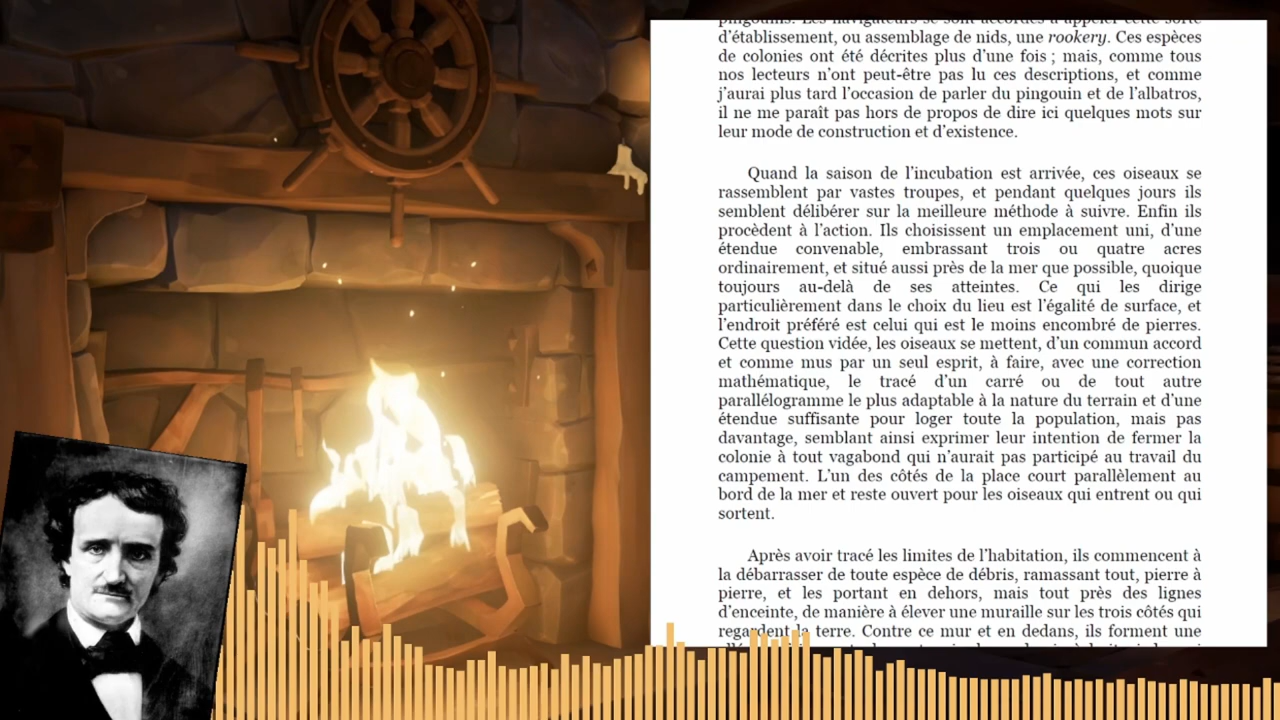 pingouins. Les navigateurs se sont accordés à appeler cette sorte
d’établissement, ou assemblage de nids, une rookery. Ces espèces
de colonies ont été décrites plus d’une fois ; mais, comme tous
nos lecteurs n’ont peut-être pas lu ces descriptions, et comme
j’aurai plus tard l’occasion de parler du pingouin et de l’albatros,
il ne me paraît pas hors de propos de dire ici quelques mots sur
leur mode de construction et d’existence.
Quand la saison de l’incubation est arrivée, ces oiseaux se
rassemblent par vastes troupes, et pendant quelques jours ils
semblent délibérer sur la meilleure méthode à suivre. Enfin ils
procèdent à l’action. Ils choisissent un emplacement uni, d’une
étendue convenable, embrassant trois ou quatre acres
ordinairement, et situé aussi près de la mer que possible, quoique
toujours au-delà de ses atteintes. Ce qui les dirige
particulièrement dans le choix du lieu est l’égalité de surface, et
l’endroit préféré est celui qui est le moins encombré de pierres.
Cette question vidée, les oiseaux se mettent, d’un commun accord
et comme mus par un seul esprit, à faire, avec une correction
mathématique, le tracé d’un carré ou de tout autre
parallélogramme le plus adaptable à la nature du terrain et d’une
étendue suffisante pour loger toute la population, mais pas
davantage, semblant ainsi exprimer leur intention de fermer la
colonie à tout vagabond qui n’aurait pas participé au travail du
campement. L’un des côtés de la place court parallèlement au
bord de la mer et reste ouvert pour les oiseaux qui entrent ou qui
sortent.
Après avoir tracé les limites de l’habitation, ils commencent à
la débarrasser de toute espèce de débris, ramassant tout, pierre à
pierre, et les portant en dehors, mais tout près des lignes
d’enceinte, de manière à élever une muraille sur les trois côtés qui
regardent la terre. Contre ce mur et en dedans, ils forment une